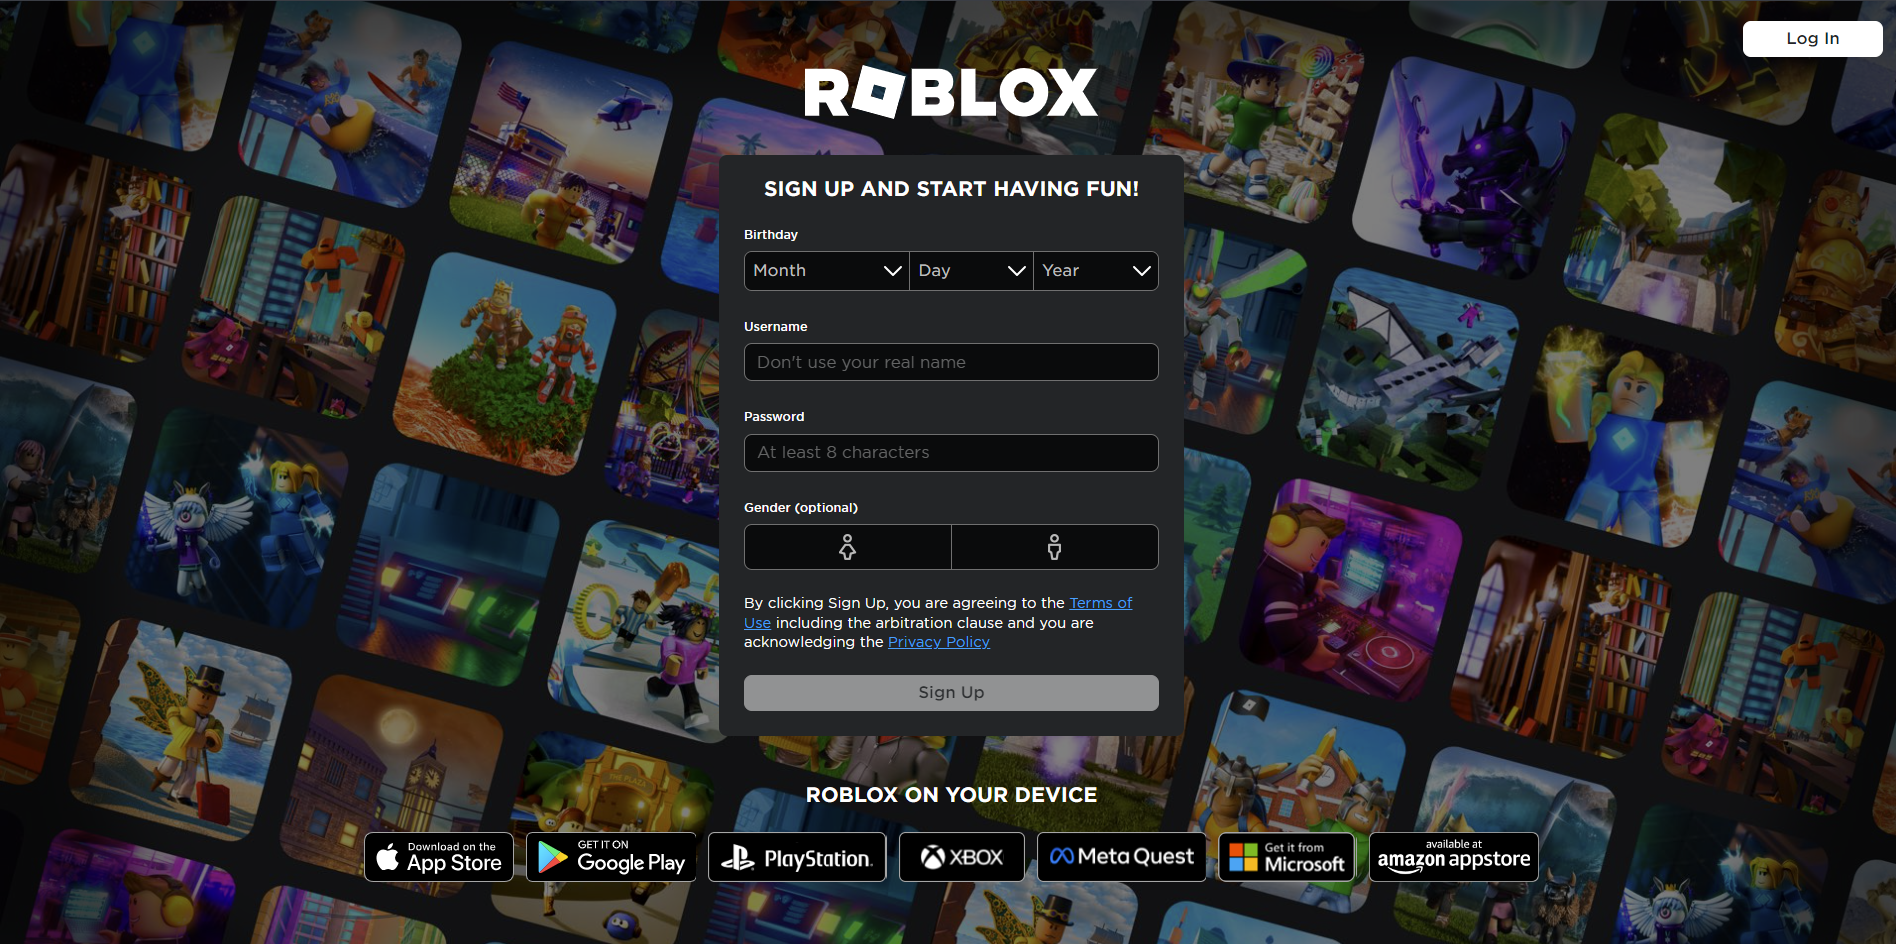 Log In
ROBLOX
SIGN UP AND START HAVING FUN!
Birthday
Month Day Year
Username
Don't use your real name
Password
At least 8 characters
Gender (optional)
By clicking Sign Up, you are agreeing to the Terms of
Use including the arbitration clause and you are
acknowledging the Privacy Policy
Sign Up
THE PLAZA
ROBLOX ON YOUR DEVICE
Download on the
App Store
GET IT ON
Google Play
PlayStation.
XBOX
Meta Quest
Get it from
Microsoft
available at
amazon appstore